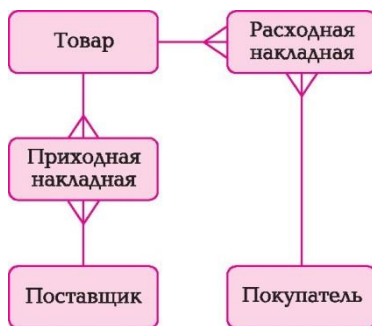 Товар
Расходная
накладная
Приходная
накладная
Поставщик
Покупатель